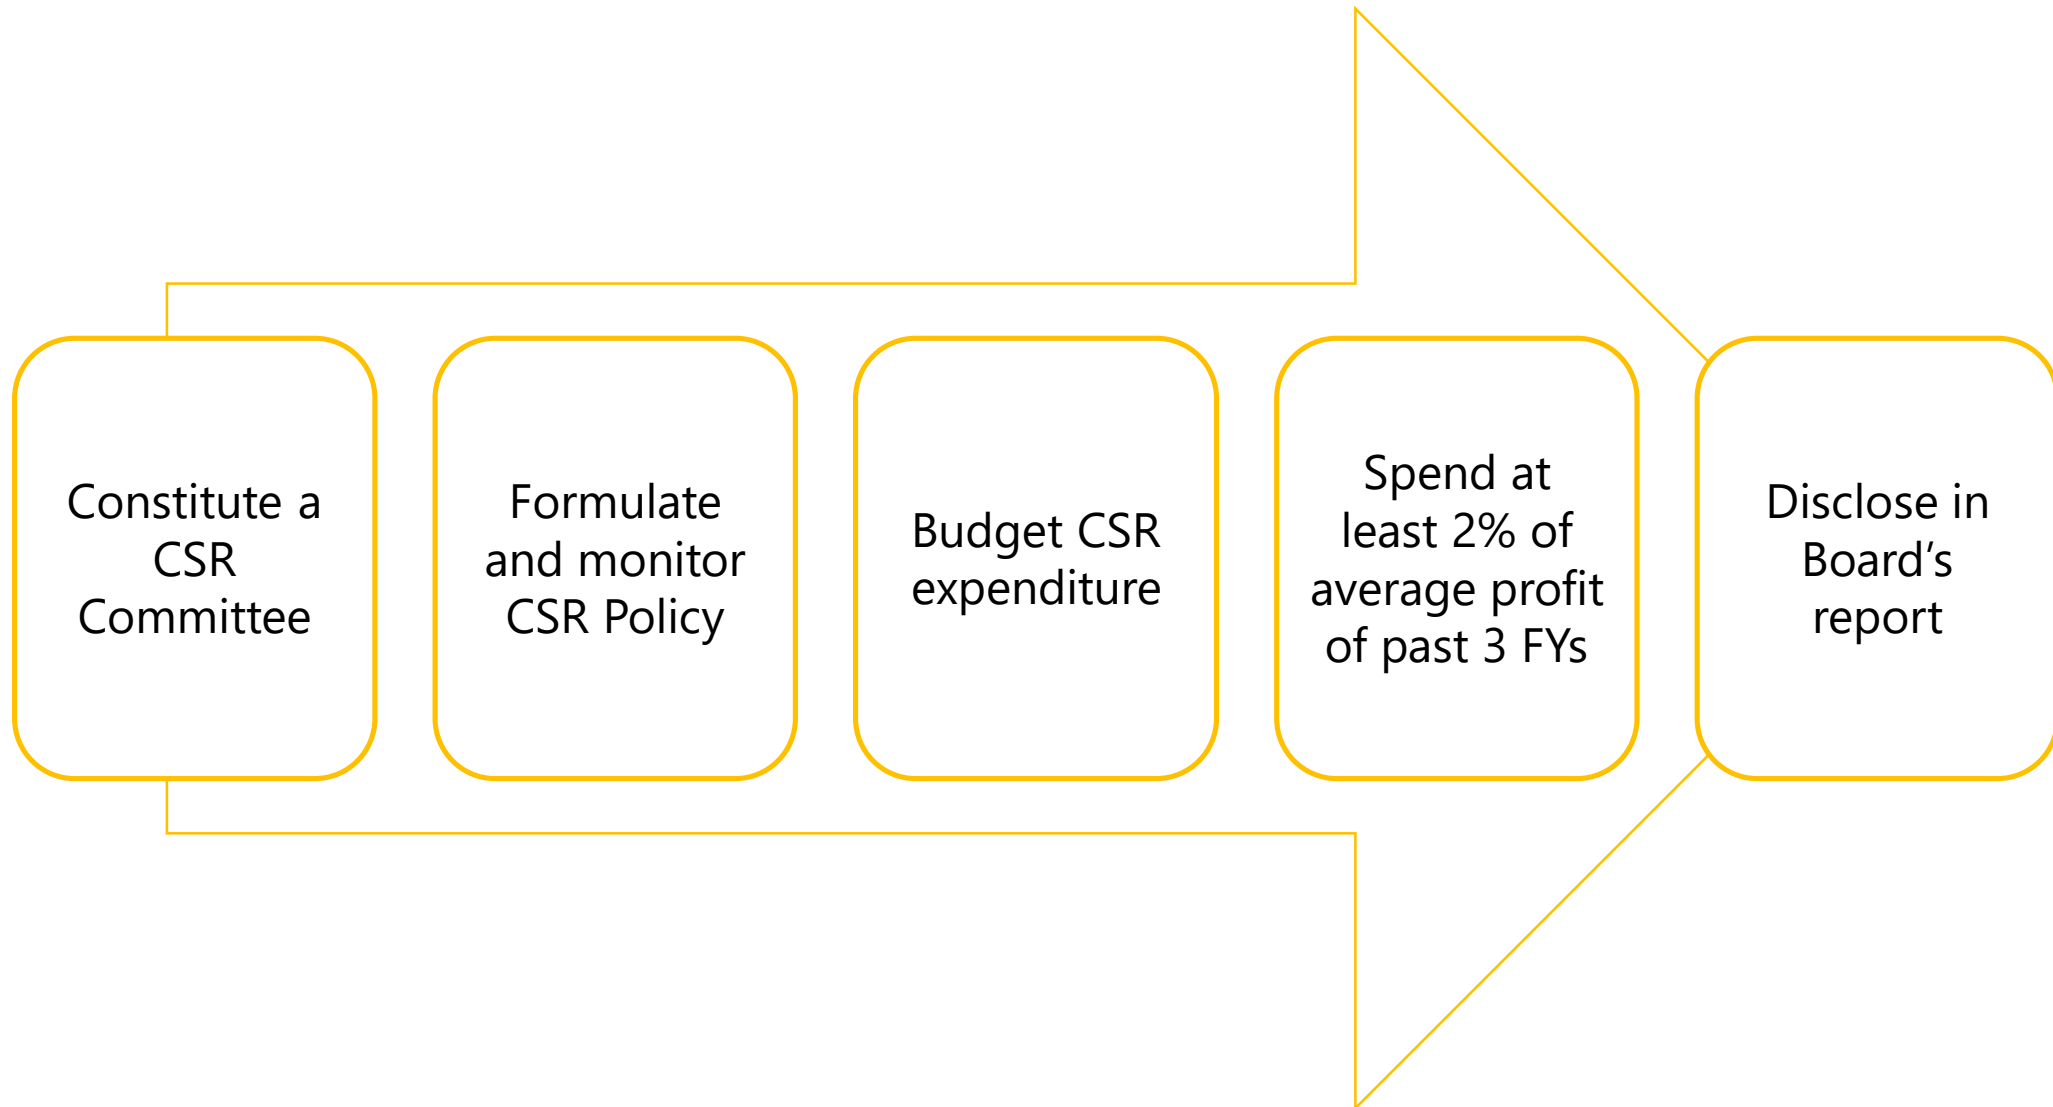 Constitute a
CSR
Committee
Formulate
and monitor
CSR Policy
Budget CSR
expenditure
Spend at
least 2% of
average profit
of past 3 FYs
Disclose in
Board’s
report